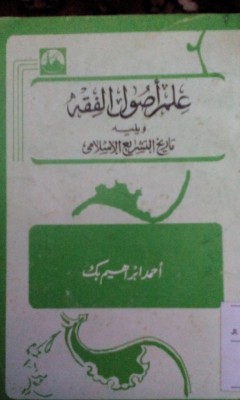 علم أصول الفقه
ويليه
تاريخ التشريع الإسلامي
أحمد ابراهيم بك